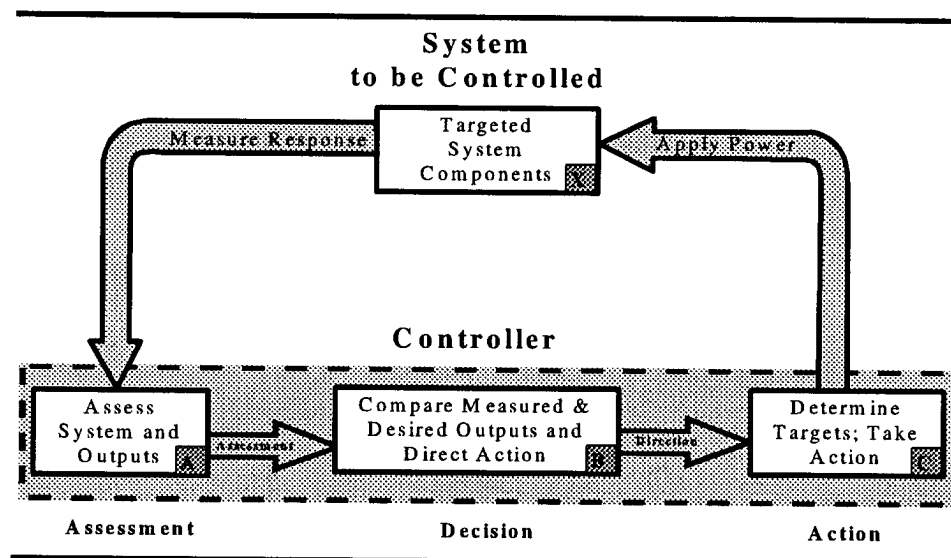 System
to be Controlled
Measure Response
Targeted
System
Components
X
Apply Power
Controller
Assess
System and
Outputs
A
Assessment
Compare Measured &
Desired Outputs and
Direct Action
B
Direction
Determine
Targets; Take
Action
C
Assessment
Decision
Action